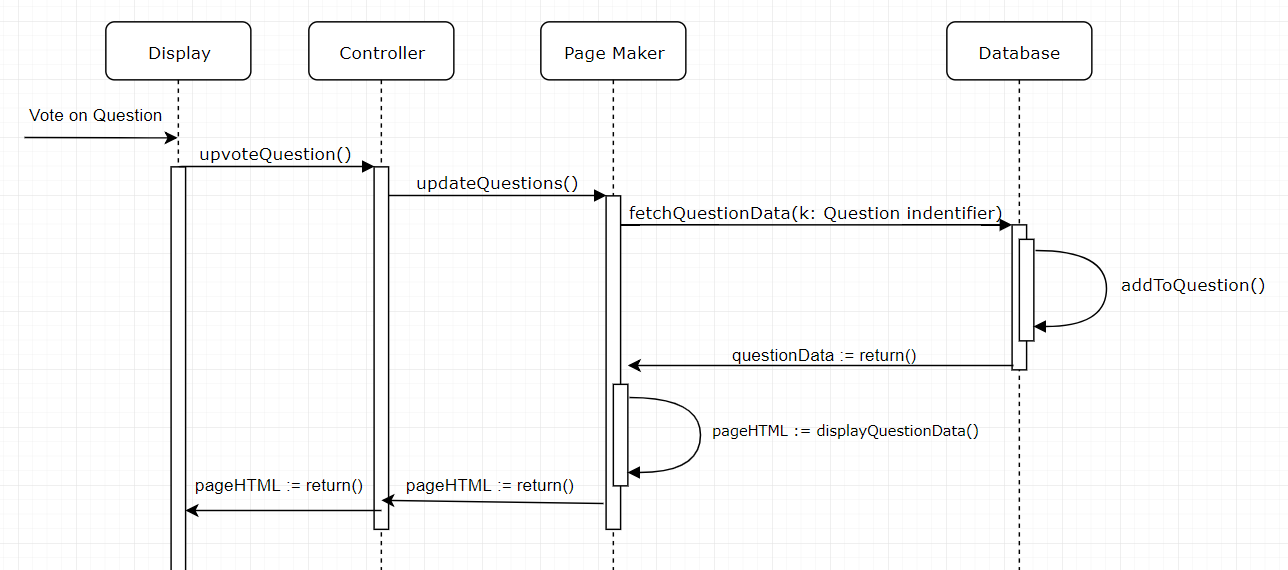 Display
Controller
Page Maker
Database
Vote on Question
upvoteQuestion()
updateQuestions()
fetchQuestionData(k: Question indentifier)
addToQuestion()
questionData := return()
pageHTML := displayQuestionData()
pageHTML := return()
pageHTML := return()